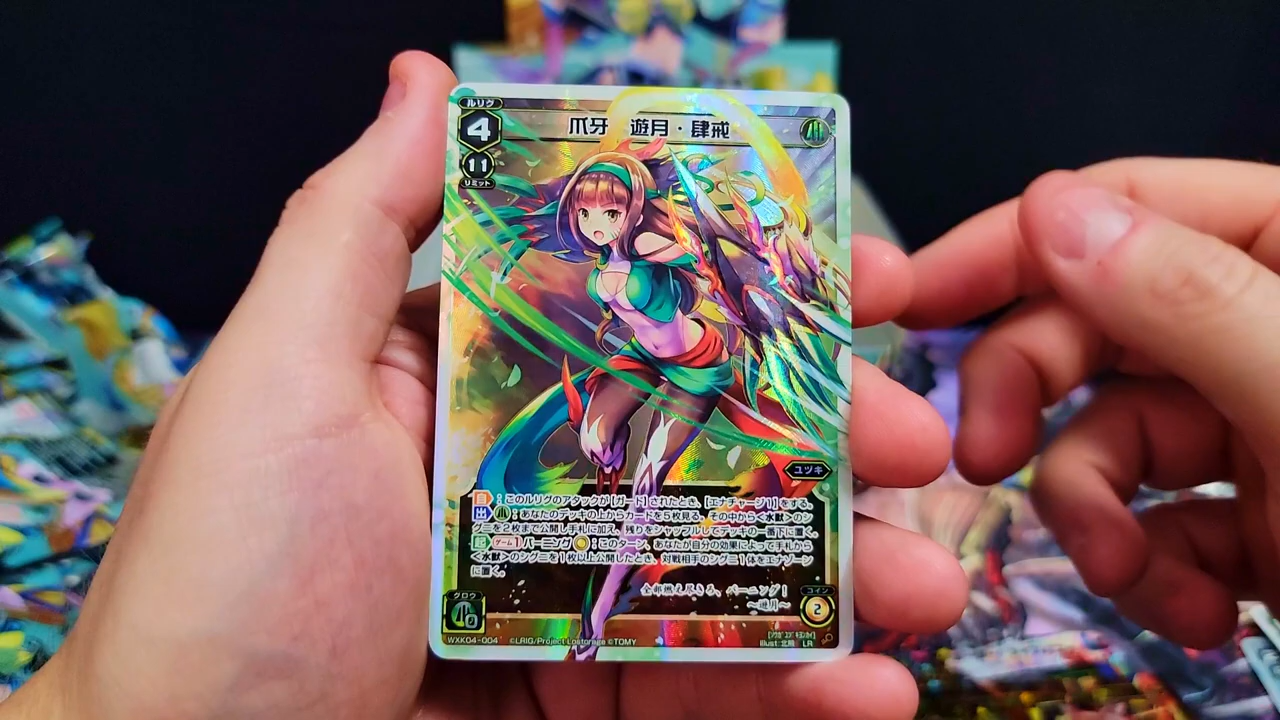 ルリグ
4
爪牙 遊月・肆戒
11
リミット
ユヅキ
自：このルリグのアタックが【ガード】されたとき、【エナチャージ1】をする。
出：あなたのデッキの上からカードを5枚見る。その中から＜水獣＞のシ
グニを2枚まで公開し手札に加え、残りをシャッフルしてデッキの一番下に置く。
起 ゲーム1 バーニング：このターン、あなたが自分の効果によって手札から
＜水獣＞のシグニを1枚以上公開したとき、対戦相手のシグニ1体をエナゾーン
に置く。
全部燃え尽きろ、バーニング！
～遊月～
グロウ
0
コイン
2
WXK04-004 ©LRIG/Project Lostorage ©TOMY
LR